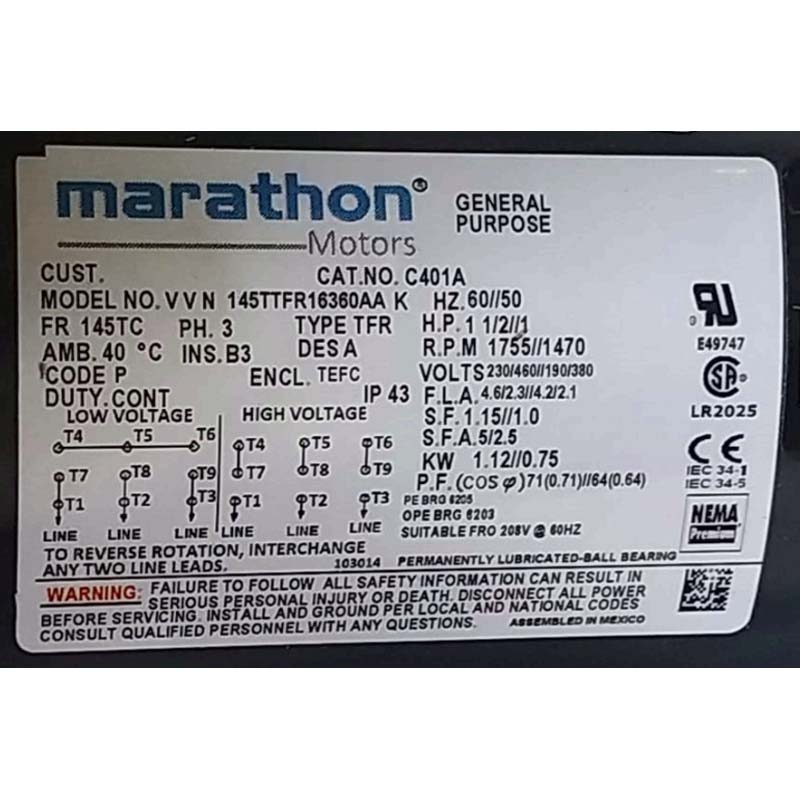 marathon®
Motors
GENERAL
PURPOSE
CUST.
CAT.NO. C401A
MODEL NO. V V N 145TTFR16360AA K
HZ. 60//50
FR 145TC PH. 3 TYPE TFR
H.P. 1 1/2//1
AMB. 40 °C INS. B3 DES A
R.P.M 1755//1470
CODE P ENCL. TEFC
VOLTS 230/460//190/380
DUTY. CONT IP 43
F.L.A. 4.6/2.3//4.2/2.1
S.F. 1.15//1.0
S.F.A. 5/2.5
KW 1.12//0.75
P.F. (COS φ) 71(0.71)//64(0.64)
PE BRG 6205
OPE BRG 6203
SUITABLE FRO 208V @ 60HZ
LOW VOLTAGE
T4 T5 T6
T7 T8 T9
T1 T2 T3
LINE LINE LINE
HIGH VOLTAGE
T4 T5 T6
T7 T8 T9
T1 T2 T3
LINE LINE LINE
E49747
LR2025
CE
IEC 34-1
IEC 34-5
NEMA
Premium
TO REVERSE ROTATION, INTERCHANGE
ANY TWO LINE LEADS.
103014
PERMANENTLY LUBRICATED-BALL BEARING
WARNING: FAILURE TO FOLLOW ALL SAFETY INFORMATION CAN RESULT IN
SERIOUS PERSONAL INJURY OR DEATH. DISCONNECT ALL POWER
BEFORE SERVICING. INSTALL AND GROUND PER LOCAL AND NATIONAL CODES
CONSULT QUALIFIED PERSONNEL WITH ANY QUESTIONS.
ASSEMBLED IN MEXICO